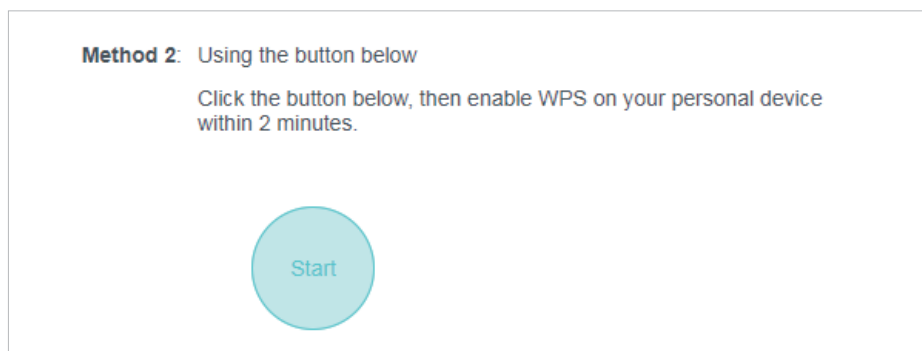 Method 2: Using the button below
Click the button below, then enable WPS on your personal device
within 2 minutes.
Start